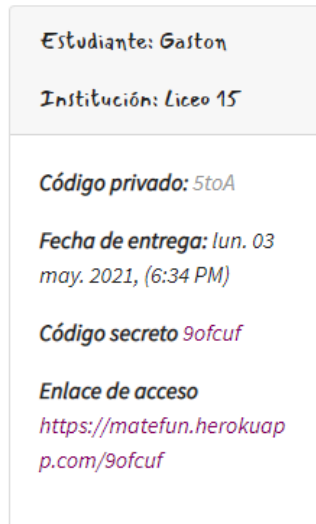 Estudiante: Gaston
Institución: Liceo 15
Código privado: 5toA
Fecha de entrega: lun. 03
may. 2021, (6:34 PM)
Código secreto 9ofcuf
Enlace de acceso
https://matefun.herokuap
p.com/9ofcuf